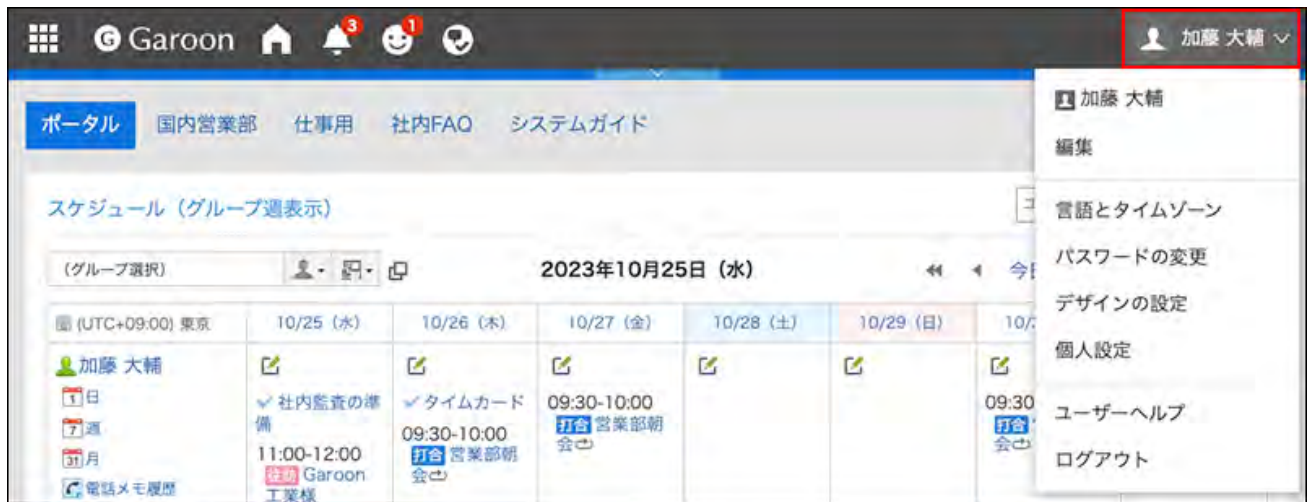 Garoon 3 1 加藤 大輔
加藤 大輔
編集
言語とタイムゾーン
パスワードの変更
デザインの設定
個人設定
ユーザーヘルプ
ログアウト
ポータル 国内営業部 仕事用 社内FAQ システムガイド
スケジュール（グループ週表示）
(グループ選択) 2023年10月25日（水）
(UTC+09:00) 東京 10/25（水） 10/26（木） 10/27（金） 10/28（土） 10/29（日）
加藤 大輔
日
週
月
電話メモ履歴
社内監査の準
備
11:00-12:00
往訪 Garoon
工業様
タイムカード
09:30-10:00
打合 営業部朝
会
09:30-10:00
打合 営業部朝
会
09:30
打合
会